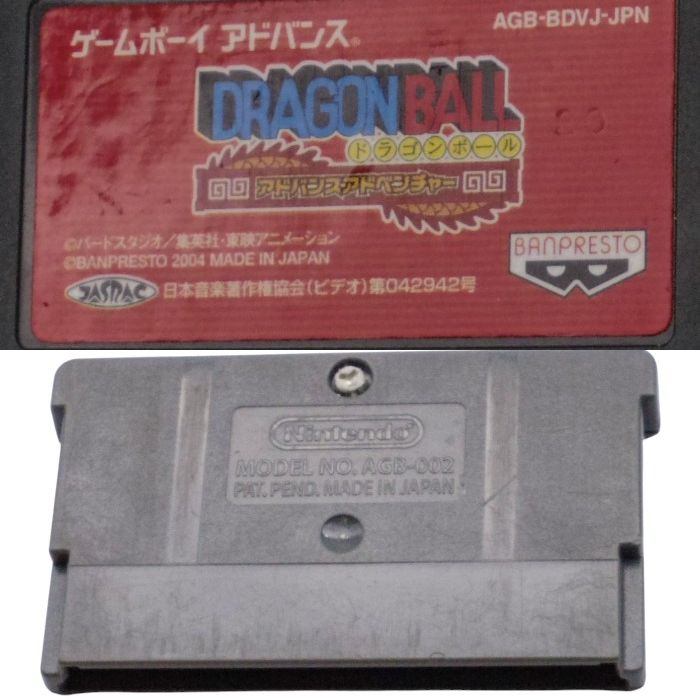 ゲームボーイ アドバンス®
AGB-BDVJ-JPN
DRAGON BALL
ドラゴンボール
アドバンスアドベンチャー
©バードスタジオ/集英社・東映アニメーション
©BANPRESTO 2004 MADE IN JAPAN
BANPRESTO
JASRAC 日本音楽著作権協会(ビデオ)第042942号
Nintendo
MODEL NO. AGB-002
PAT. PEND. MADE IN JAPAN